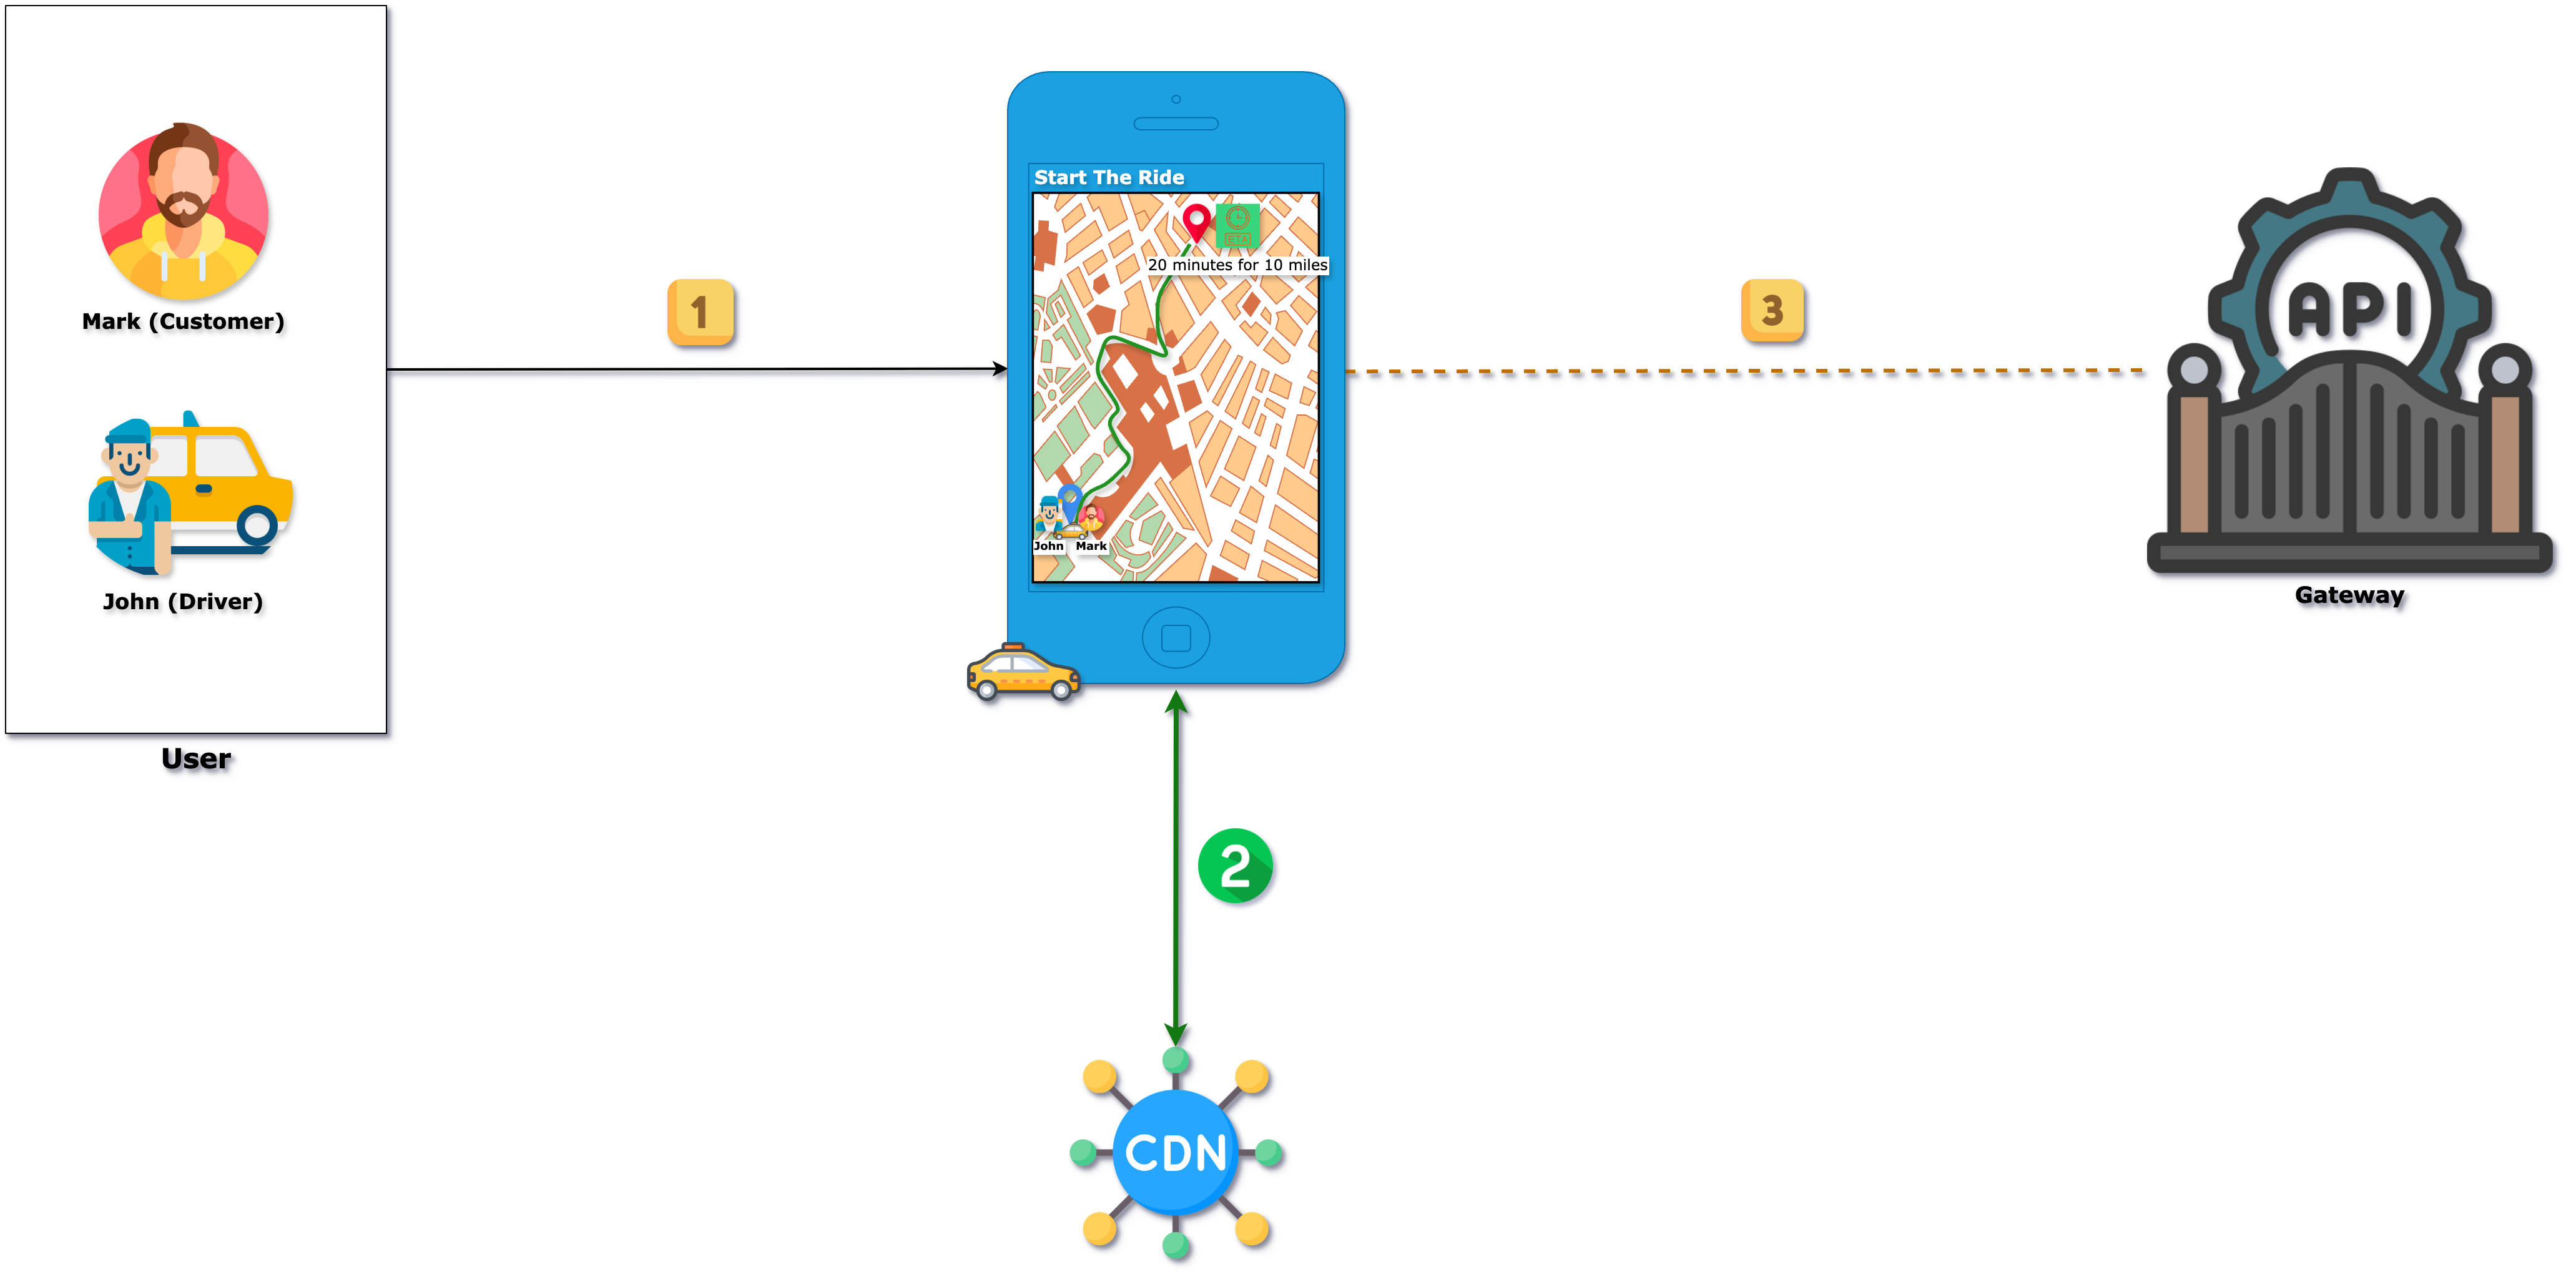 Mark (Customer)
John (Driver)
User
1
Start The Ride
ETA
20 minutes for 10 miles
John Mark
2
CDN
3
API
Gateway